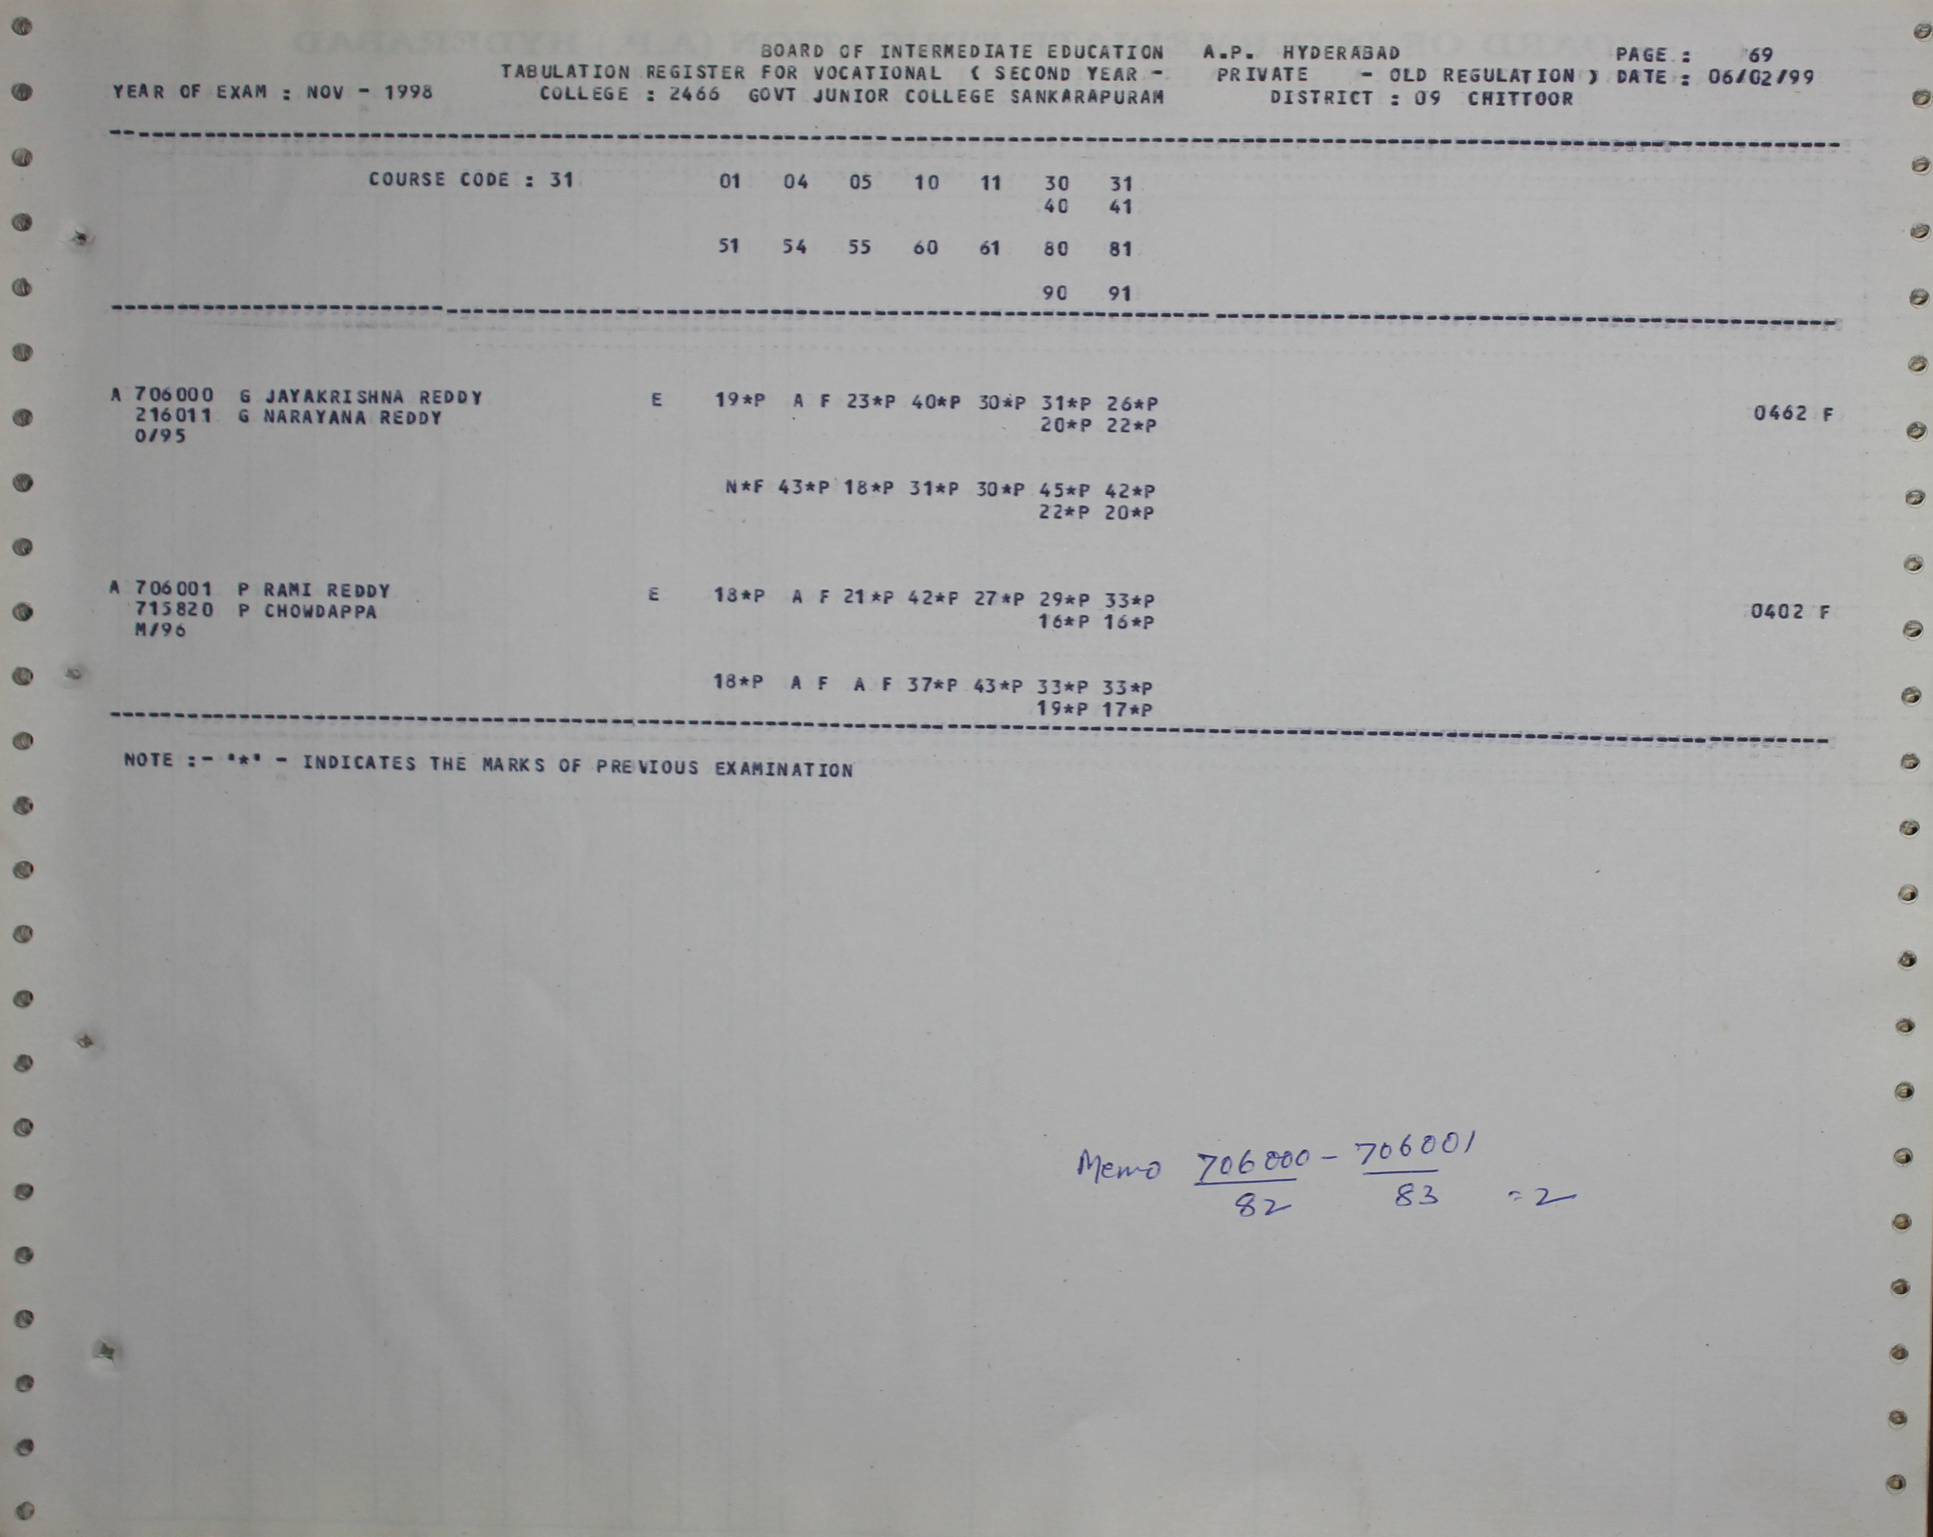 BOARD OF INTERMEDIATE EDUCATION A.P. HYDERABAD PAGE : 69
TABULATION REGISTER FOR VOCATIONAL ( SECOND YEAR - PRIVATE - OLD REGULATION ) DATE : 06/02/99
YEAR OF EXAM : NOV - 1998 COLLEGE : 2466 GOVT JUNIOR COLLEGE SANKARAPURAM DISTRICT : 09 CHITTOOR
COURSE CODE : 31 01 04 05 10 11 30 31
40 41
51 54 55 60 61 80 81
90 91
A 706000 G JAYAKRISHNA REDDY E 19*P A F 23*P 40*P 30*P 31*P 26*P 0462 F
216011 G NARAYANA REDDY 20*P 22*P
O/95
N*F 43*P 18*P 31*P 30*P 45*P 42*P
22*P 20*P
A 706001 P RAMI REDDY E 18*P A F 21*P 42*P 27*P 29*P 33*P 0402 F
715820 P CHOWDAPPA 16*P 16*P
M/96
18*P A F A F 37*P 43*P 33*P 33*P
19*P 17*P
NOTE :- "*" - INDICATES THE MARKS OF PREVIOUS EXAMINATION
Memo 706000 - 706001
82 83 = 2